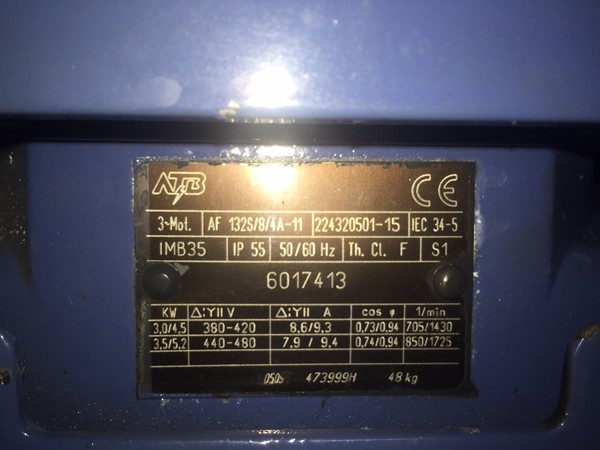 ATB CE
3~Mot. AF 132S/8/4A-11 224320501-15 IEC 34-5
IMB35 IP 55 50/60 Hz Th. Cl. F S1
6017413
KW Δ:YII V Δ:YII A cos φ 1/min
3,0/4,5 380-420 8,6/9,3 0,73/0,94 705/1430
3,5/5,2 440-480 7,9 / 9,4 0,74/0,94 850/1725
473999H 48 kg